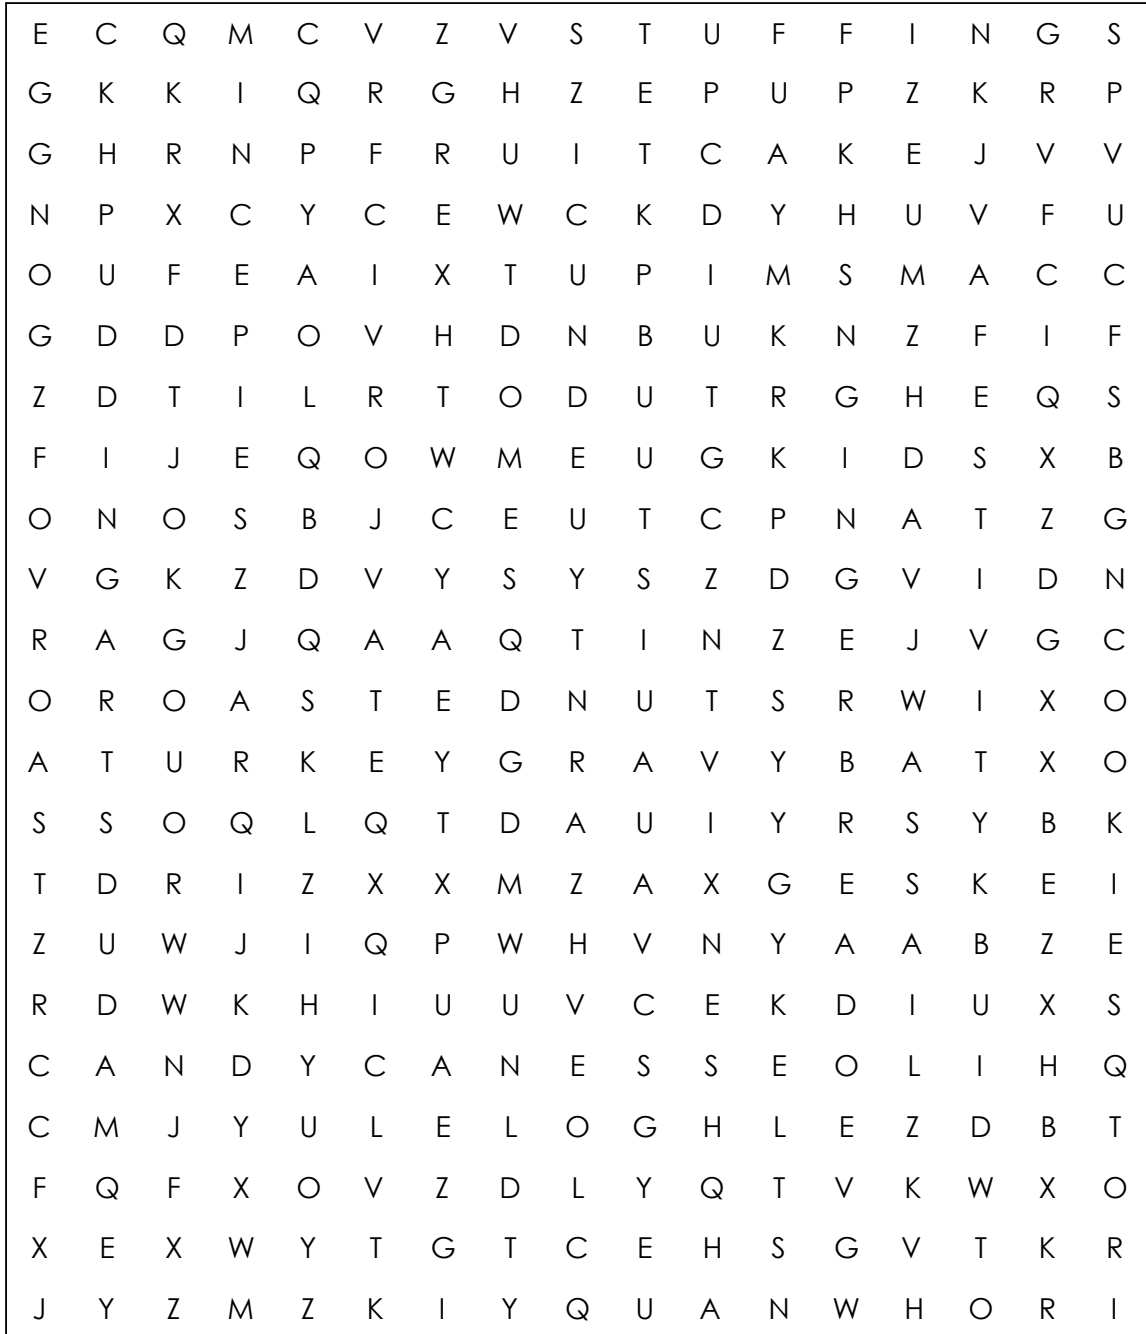 E C Q M C V Z V S T U F F I N G S
G K K I Q R G H Z E P U P Z K R P
G H R N P F R U I T C A K E J V V
N P X C Y C E W C K D Y H U V F U
O U F E A I X T U P I M S M A C C
G D D P O V H D N B U K N Z F I F
Z D T I L R T O D U T R G H E Q S
F I J E Q O W M E U G K I D S X B
O N O S B J C E U T C P N A T Z G
V G K Z D V Y S Y S Z D G V I D N
R A G J Q A A Q T I N Z E J V G C
O R O A S T E D N U T S R W I X O
A T U R K E Y G R A V Y B A T X O
S S O Q L Q T D A U I Y R S Y B K
T D R I Z X X M Z A X G E S K E I
Z U W J I Q P W H V N Y A A B Z E
R D W K H I U U V C E K D I U X S
C A N D Y C A N E S S E O L I H Q
C M J Y U L E L O G H L E Z D B T
F Q F X O V Z D L Y Q T V K W X O
X E X W Y T G T C E H S G V T K R
J Y Z M Z K I Y Q U A N W H O R I